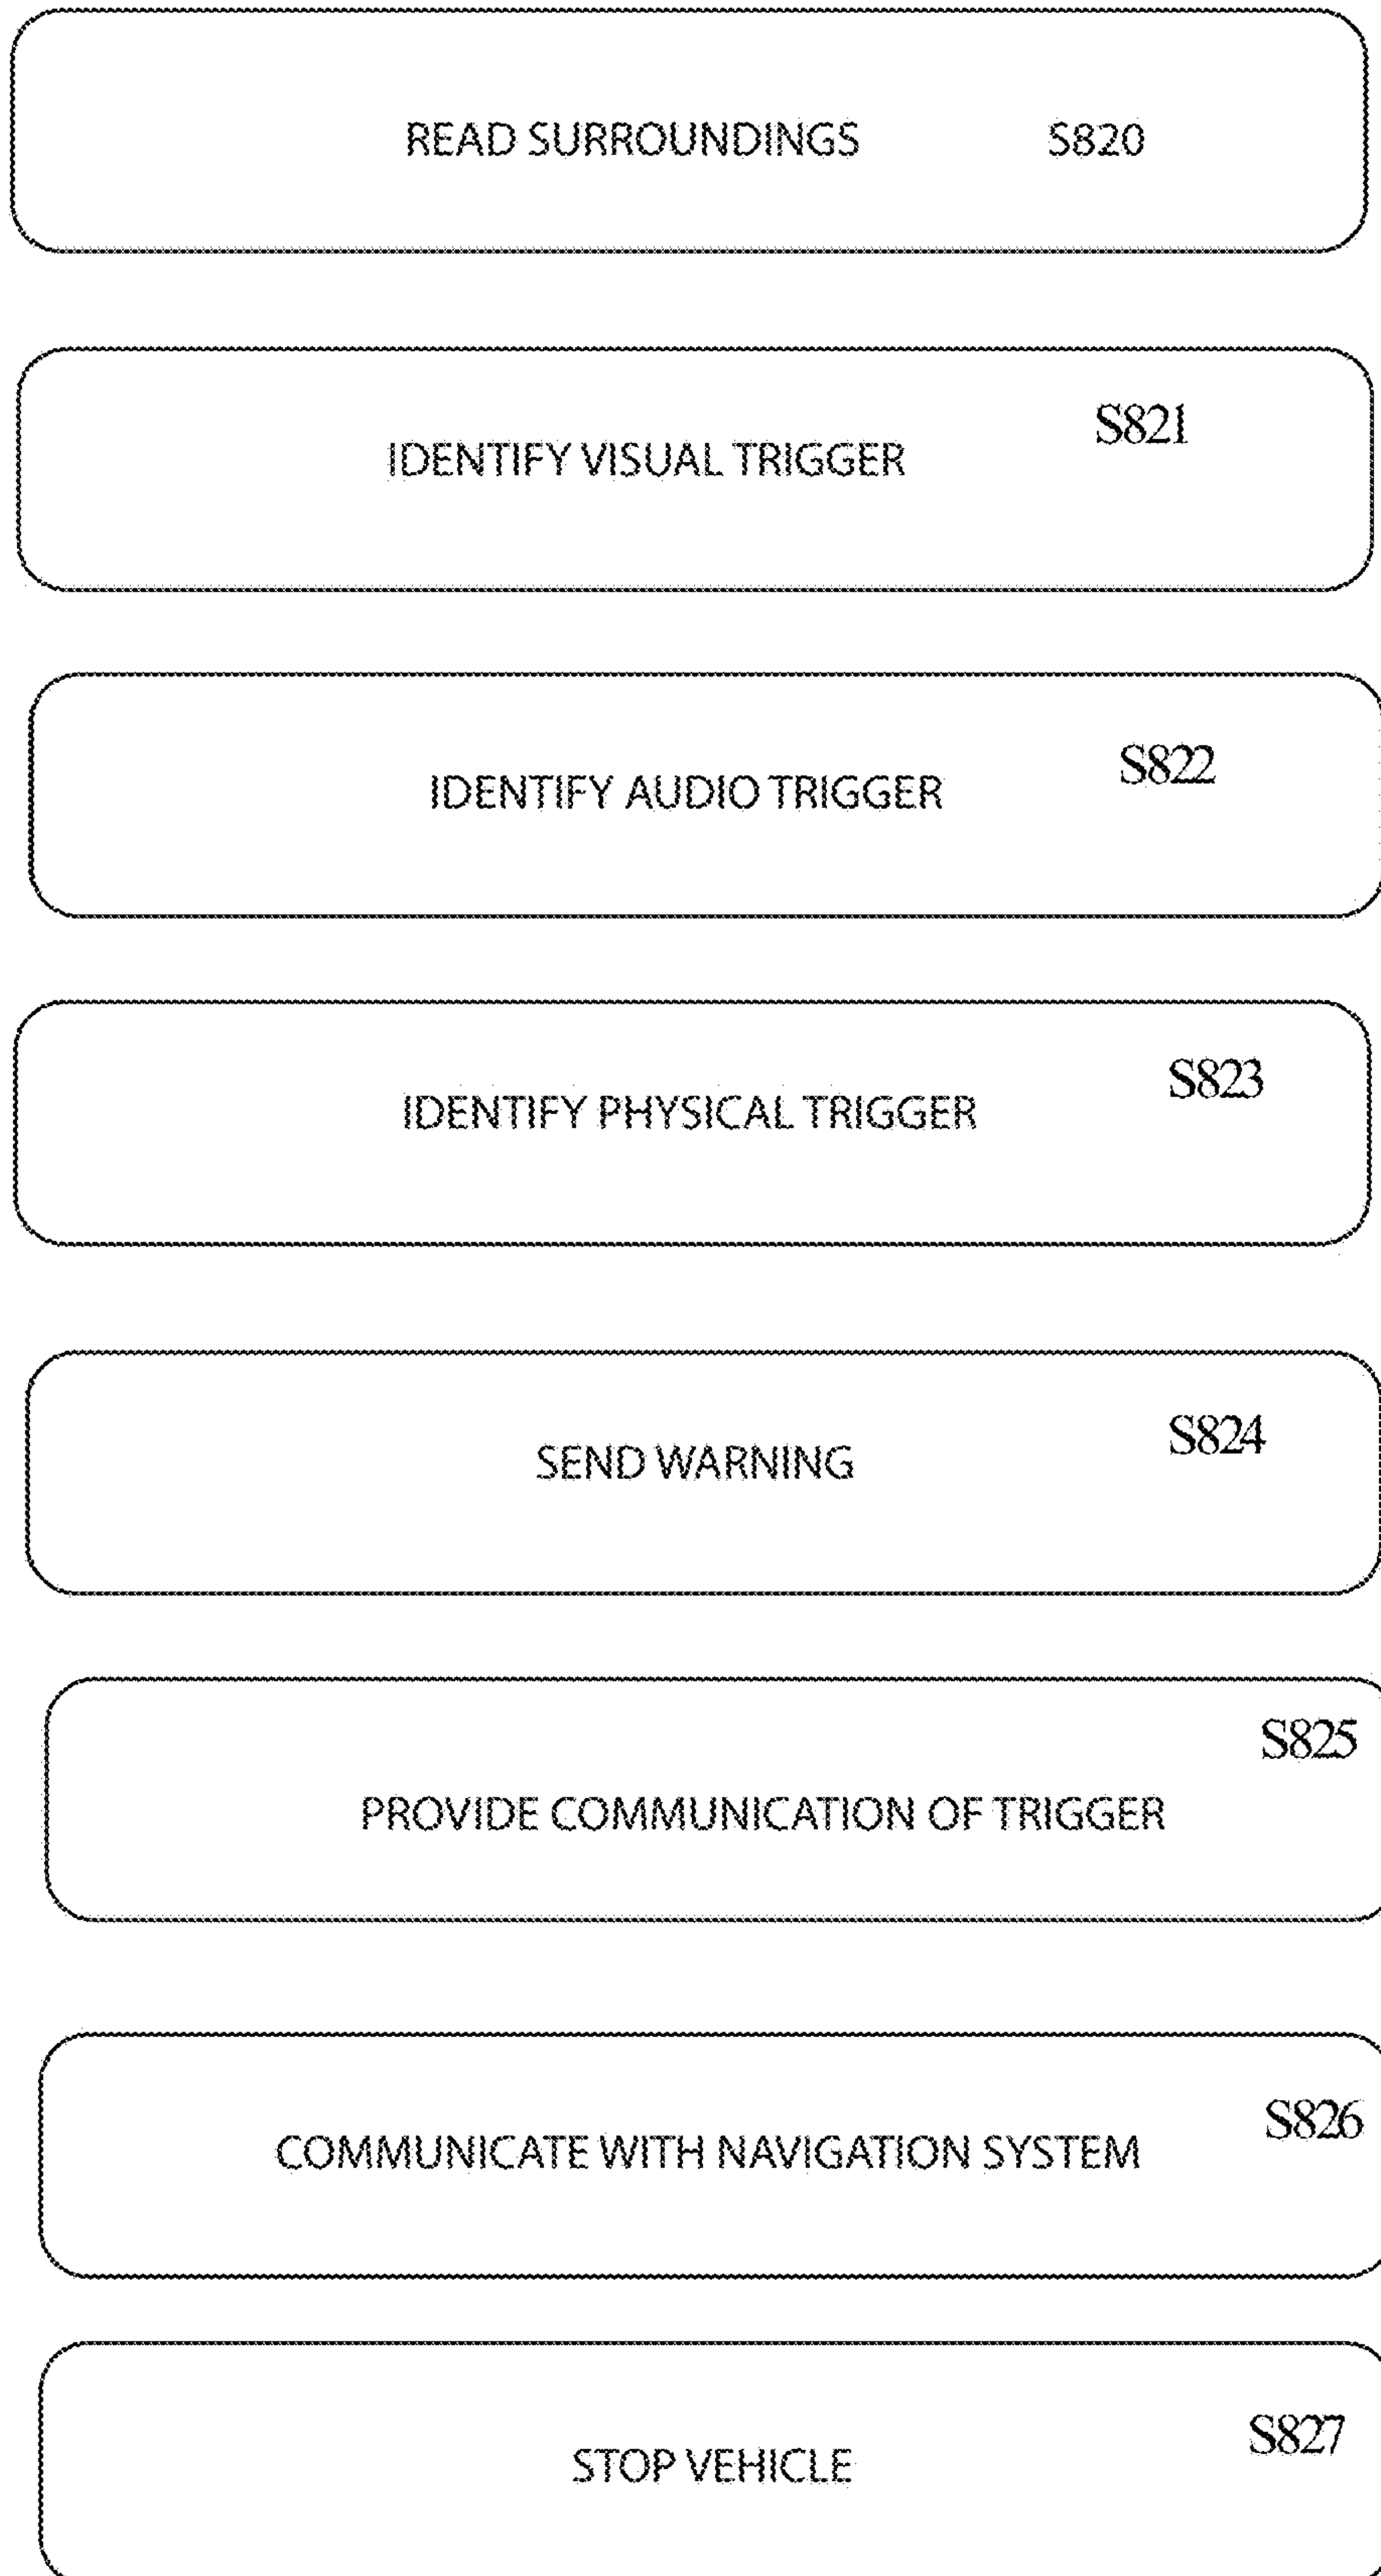 READ SURROUNDINGS S820
S821
IDENTIFY VISUAL TRIGGER
S822
IDENTIFY AUDIO TRIGGER
S823
IDENTIFY PHYSICAL TRIGGER
S824
SEND WARNING
S825
PROVIDE COMMUNICATION OF TRIGGER
S826
COMMUNICATE WITH NAVIGATION SYSTEM
S827
STOP VEHICLE